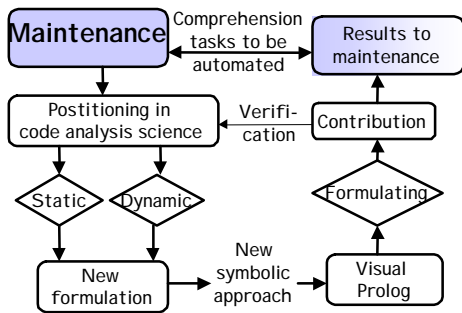 Maintenance
Comprehension
tasks to be
automated
Results to
maintenance
Postitioning in
code analysis science
Verifi-
cation
Contribution
Static
Dynamic
Formulating
New
formulation
New
symbolic
approach
Visual
Prolog